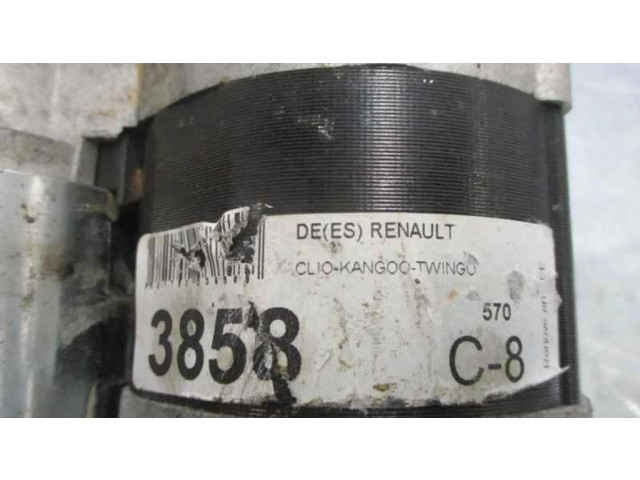 DE(ES) RENAULT
CLIO-KANGOO-TWINGO
3858
570
C-8